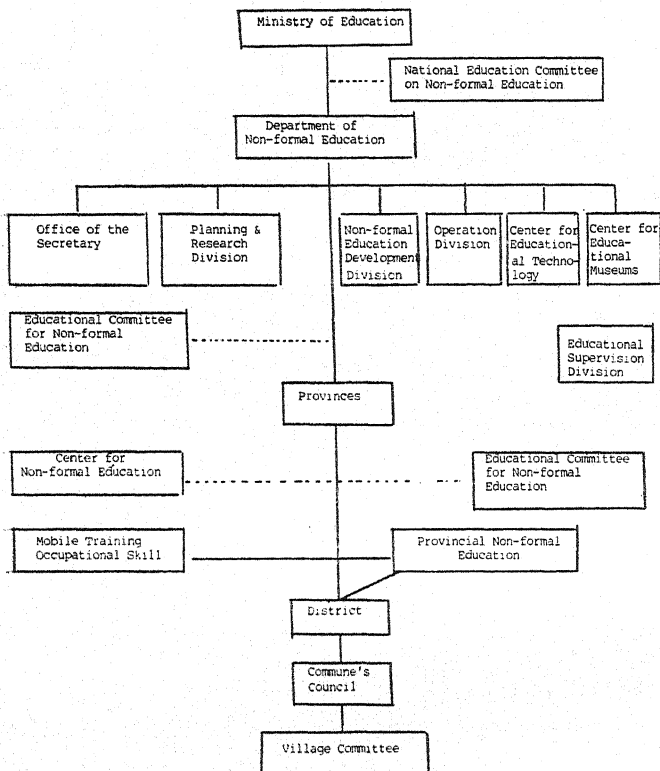 Ministry of Education
National Education Committee
on Non-formal Education
Department of
Non-formal Education
Office of the
Secretary
Planning &
Research
Division
Non-formal
Education
Development
Division
Operation
Division
Center for
Education-
al Techno-
logy
Center for
Educa-
tional
Museums
Educational Committee
for Non-formal
Education
Educational
Supervision
Division
Provinces
Center for
Non-formal Education
Educational Committee
for Non-formal
Education
Mobile Training
Occupational Skill
Provincial Non-formal
Education
District
Commune's
Council
Village Committee